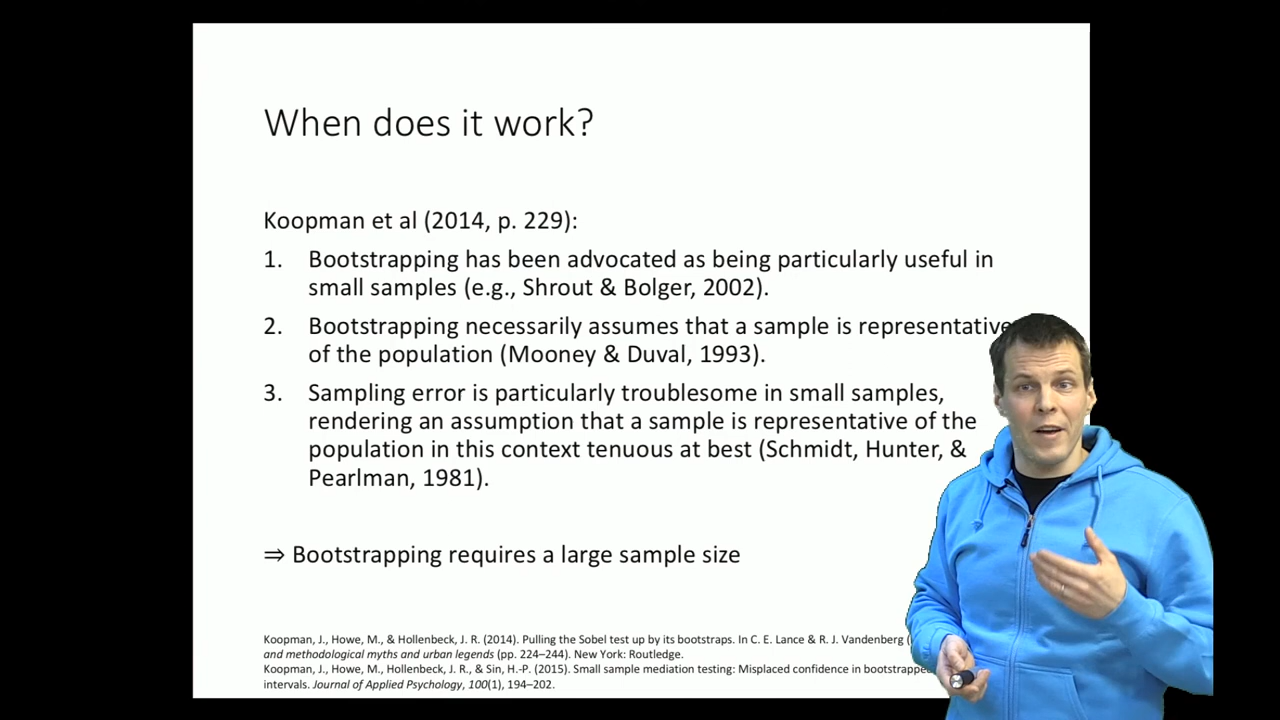 When does it work?
Koopman et al (2014, p. 229):
1. Bootstrapping has been advocated as being particularly useful in
small samples (e.g., Shrout & Bolger, 2002).
2. Bootstrapping necessarily assumes that a sample is representative
of the population (Mooney & Duval, 1993).
3. Sampling error is particularly troublesome in small samples,
rendering an assumption that a sample is representative of the
population in this context tenuous at best (Schmidt, Hunter, &
Pearlman, 1981).
⇒ Bootstrapping requires a large sample size
Koopman, J., Howe, M., & Hollenbeck, J. R. (2014). Pulling the Sobel test up by its bootstraps. In C. E. Lance & R. J. Vandenberg (
and methodological myths and urban legends (pp. 224–244). New York: Routledge.
Koopman, J., Howe, M., Hollenbeck, J. R., & Sin, H.-P. (2015). Small sample mediation testing: Misplaced confidence in bootstrapped
intervals. Journal of Applied Psychology, 100(1), 194–202.